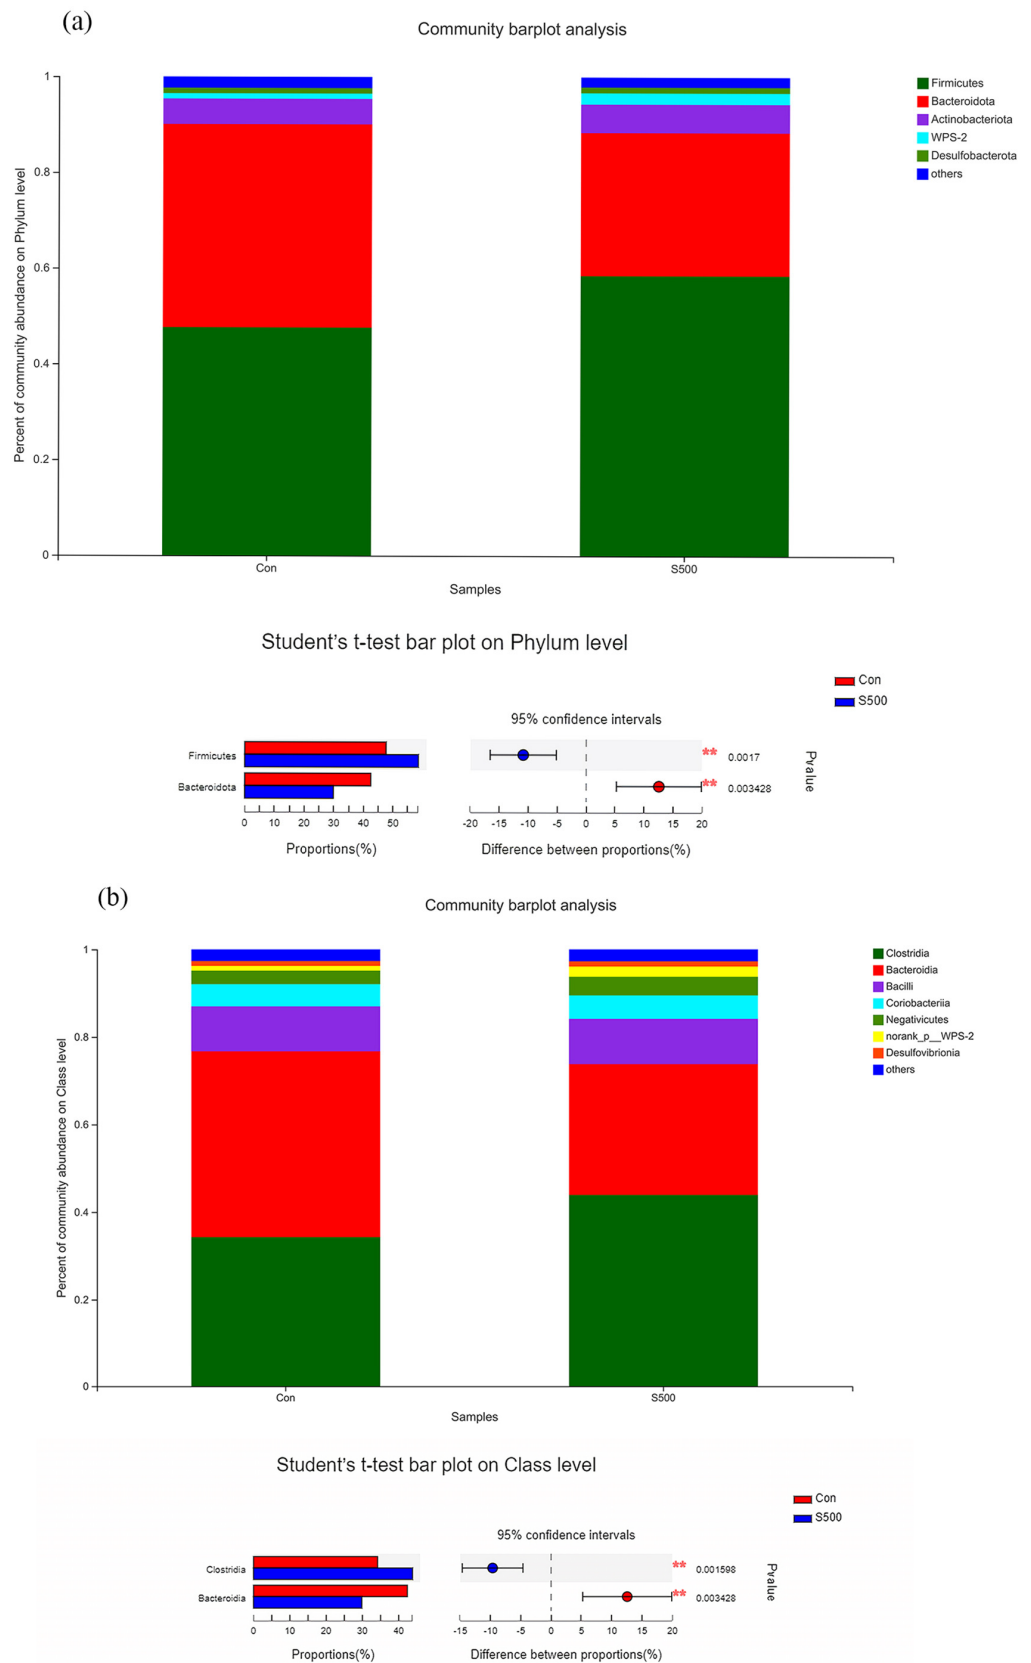 (a)
Community barplot analysis
Percent of community abundance on Phylum level
1
0.8
0.6
0.4
0.2
0
Con
S500
Samples
Firmicutes
Bacteroidota
Actinobacteriota
WPS-2
Desulfobacterota
others
Student's t-test bar plot on Phylum level
Con
S500
95% confidence intervals
Firmicutes
Bacteroidota
** 0.0017
** 0.003428
Pvalue
0 10 20 30 40 50
-20 -15 -10 -5 0 5 10 15 20
Proportions(%)
Difference between proportions(%)
(b)
Community barplot analysis
Percent of community abundance on Class level
1
0.8
0.6
0.4
0.2
0
Con
S500
Samples
Clostridia
Bacteroidia
Bacilli
Coriobacteriia
Negativicutes
norank_p__WPS-2
Desulfovibrionia
others
Student's t-test bar plot on Class level
Con
S500
95% confidence intervals
Clostridia
Bacteroidia
** 0.001598
** 0.003428
Pvalue
0 10 20 30 40
-15 -10 -5 0 5 10 15 20
Proportions(%)
Difference between proportions(%)